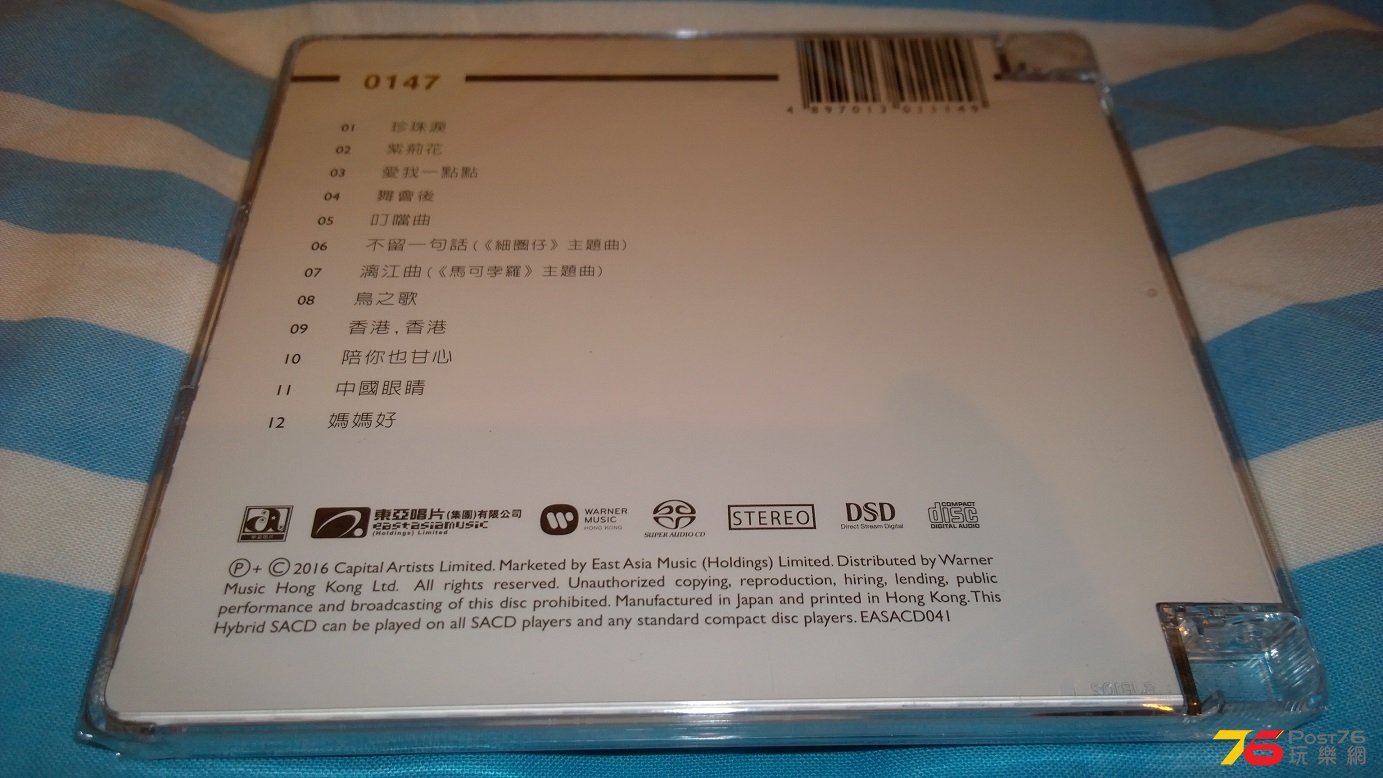 0147
4 897013 011149
01 珍珠淚
02 紫荊花
03 愛我一點點
04 舞會後
05 叮噹曲
06 不留一句話 (《細圈仔》主題曲)
07 漓江曲 (《馬可孛羅》主題曲)
08 鳥之歌
09 香港，香港
10 陪你也甘心
11 中國眼睛
12 媽媽好
東亞唱片 (集團) 有限公司
eastasiamusic
(Holdings) Limited
WARNER
MUSIC
HONG KONG
SUPER AUDIO CD
STEREO
DSD
Direct Stream Digital
COMPACT
disc
DIGITAL AUDIO
Ⓟ + © 2016 Capital Artists Limited. Marketed by East Asia Music (Holdings) Limited. Distributed by Warner
Music Hong Kong Ltd. All rights reserved. Unauthorized copying, reproduction, hiring, lending, public
performance and broadcasting of this disc prohibited. Manufactured in Japan and printed in Hong Kong. This
Hybrid SACD can be played on all SACD players and any standard compact disc players. EASACD041
76 Post76
玩樂網